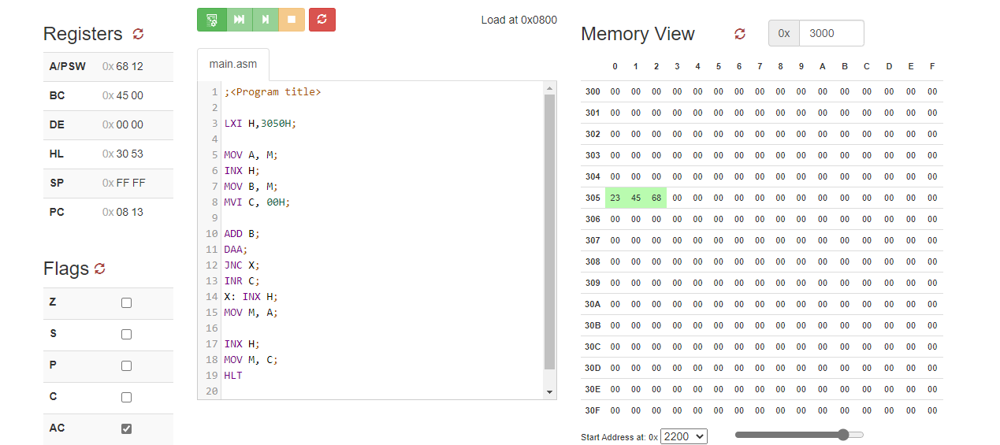 Registers
A/PSW 0x 68 12
BC 0x 45 00
DE 0x 00 00
HL 0x 30 53
SP 0x FF FF
PC 0x 08 13
Flags
Z
S
P
C
AC
Load at 0x0800
main.asm
1 ;<Program title>
2
3 LXI H,3050H;
4
5 MOV A, M;
6 INX H;
7 MOV B, M;
8 MVI C, 00H;
9
10 ADD B;
11 DAA;
12 JNC X;
13 INR C;
14 X: INX H;
15 MOV M, A;
16
17 INX H;
18 MOV M, C;
19 HLT
20
Memory View 0x 3000
0 1 2 3 4 5 6 7 8 9 A B C D E F
300 00 00 00 00 00 00 00 00 00 00 00 00 00 00 00 00
301 00 00 00 00 00 00 00 00 00 00 00 00 00 00 00 00
302 00 00 00 00 00 00 00 00 00 00 00 00 00 00 00 00
303 00 00 00 00 00 00 00 00 00 00 00 00 00 00 00 00
304 00 00 00 00 00 00 00 00 00 00 00 00 00 00 00 00
305 23 45 68 00 00 00 00 00 00 00 00 00 00 00 00 00
306 00 00 00 00 00 00 00 00 00 00 00 00 00 00 00 00
307 00 00 00 00 00 00 00 00 00 00 00 00 00 00 00 00
308 00 00 00 00 00 00 00 00 00 00 00 00 00 00 00 00
309 00 00 00 00 00 00 00 00 00 00 00 00 00 00 00 00
30A 00 00 00 00 00 00 00 00 00 00 00 00 00 00 00 00
30B 00 00 00 00 00 00 00 00 00 00 00 00 00 00 00 00
30C 00 00 00 00 00 00 00 00 00 00 00 00 00 00 00 00
30D 00 00 00 00 00 00 00 00 00 00 00 00 00 00 00 00
30E 00 00 00 00 00 00 00 00 00 00 00 00 00 00 00 00
30F 00 00 00 00 00 00 00 00 00 00 00 00 00 00 00 00
Start Address at: 0x 2200